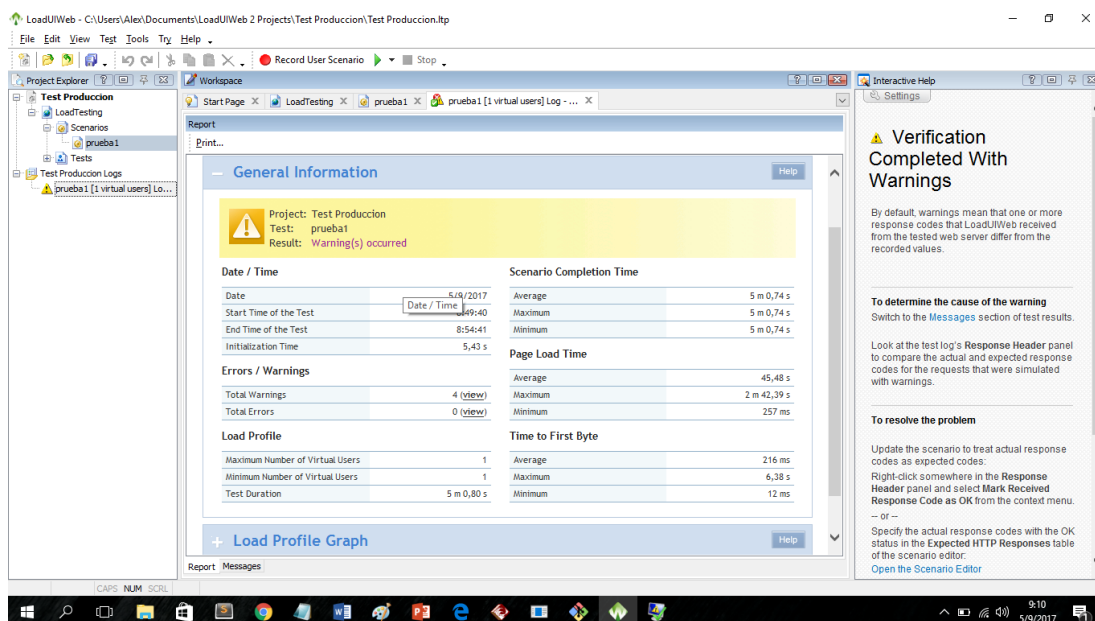 LoadUIWeb - C:\Users\Alex\Documents\LoadUIWeb 2 Projects\Test Produccion\Test Produccion.ltp
File Edit View Test Tools Try Help
Record User Scenario Stop
Project Explorer
Test Produccion
LoadTesting
Scenarios
prueba1
Tests
Test Produccion Logs
prueba1 [1 virtual users] Lo...
Workspace
Start Page LoadTesting prueba1 prueba1 [1 virtual users] Log - ...
Report
Print...
General Information Help
Project: Test Produccion
Test: prueba1
Result: Warning(s) occurred
Date / Time
Date 5/9/2017
Date / Time
Start Time of the Test 8:49:40
End Time of the Test 8:54:41
Initialization Time 5,43 s
Errors / Warnings
Total Warnings 4 (view)
Total Errors 0 (view)
Load Profile
Maximum Number of Virtual Users 1
Minimum Number of Virtual Users 1
Test Duration 5 m 0,80 s
Scenario Completion Time
Average 5 m 0,74 s
Maximum 5 m 0,74 s
Minimum 5 m 0,74 s
Page Load Time
Average 45,48 s
Maximum 2 m 42,39 s
Minimum 257 ms
Time to First Byte
Average 216 ms
Maximum 6,38 s
Minimum 12 ms
Load Profile Graph Help
Report Messages
Interactive Help
Settings
Verification
Completed With
Warnings
By default, warnings mean that one or more
response codes that LoadUIWeb received
from the tested web server differ from the
recorded values.
To determine the cause of the warning
Switch to the Messages section of test results.
Look at the test log's Response Header panel
to compare the actual and expected response
codes for the requests that were simulated
with warnings.
To resolve the problem
Update the scenario to treat actual response
codes as expected codes:
Right-click somewhere in the Response
Header panel and select Mark Received
Response Code as OK from the context menu.
-- or --
Specify the actual response codes with the OK
status in the Expected HTTP Responses table
of the scenario editor:
Open the Scenario Editor
CAPS NUM SCRL
9:10
5/9/2017